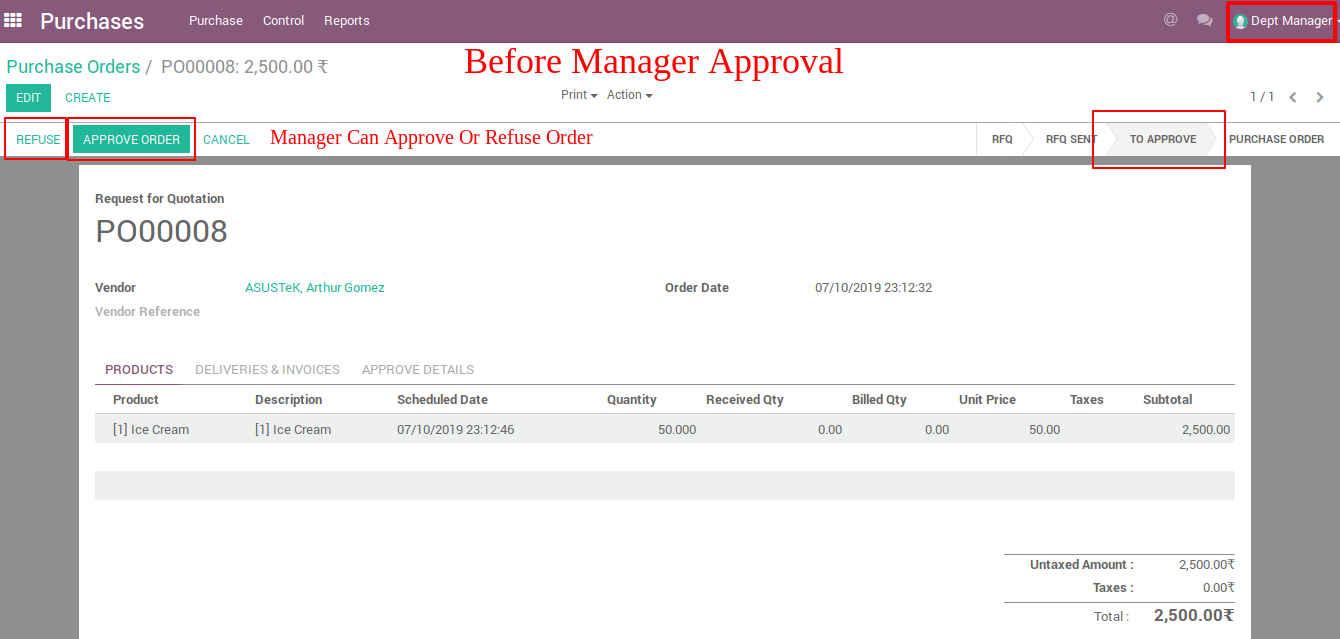 Purchases Purchase Control Reports @ Dept Manager
Purchase Orders / PO00008: 2,500.00 ₹
Before Manager Approval
EDIT CREATE Print Action 1 / 1
REFUSE APPROVE ORDER CANCEL Manager Can Approve Or Refuse Order RFQ RFQ SENT TO APPROVE PURCHASE ORDER
Request for Quotation
PO00008
Vendor ASUSTeK, Arthur Gomez Order Date 07/10/2019 23:12:32
Vendor Reference
PRODUCTS DELIVERIES & INVOICES APPROVE DETAILS
Product Description Scheduled Date Quantity Received Qty Billed Qty Unit Price Taxes Subtotal
[1] Ice Cream [1] Ice Cream 07/10/2019 23:12:46 50.000 0.00 0.00 50.00 2,500.00
Untaxed Amount : 2,500.00₹
Taxes : 0.00₹
Total : 2,500.00₹